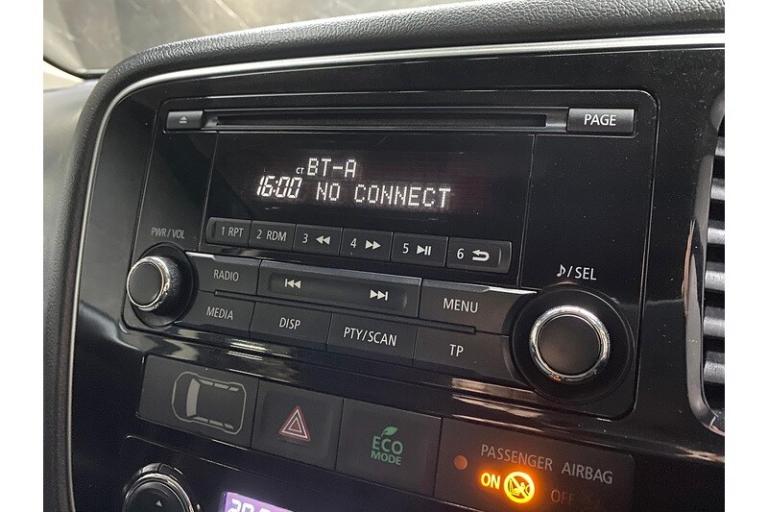 PAGE
CT BT-A
16:00 NO CONNECT
1 RPT 2 RDM 3 4 5 6
PWR/VOL
♪/SEL
RADIO
MENU
MEDIA DISP PTY/SCAN TP
ECO
MODE
PASSENGER AIRBAG
ON OFF